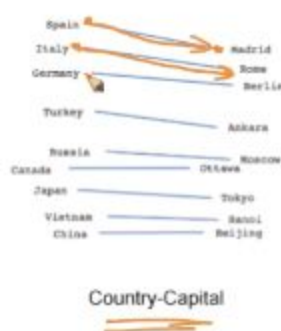 Spain Madrid
Italy Rome
Germany Berlin
Turkey Ankara
Russia Moscow
Canada Ottawa
Japan Tokyo
Vietnam Hanoi
China Beijing
Country-Capital